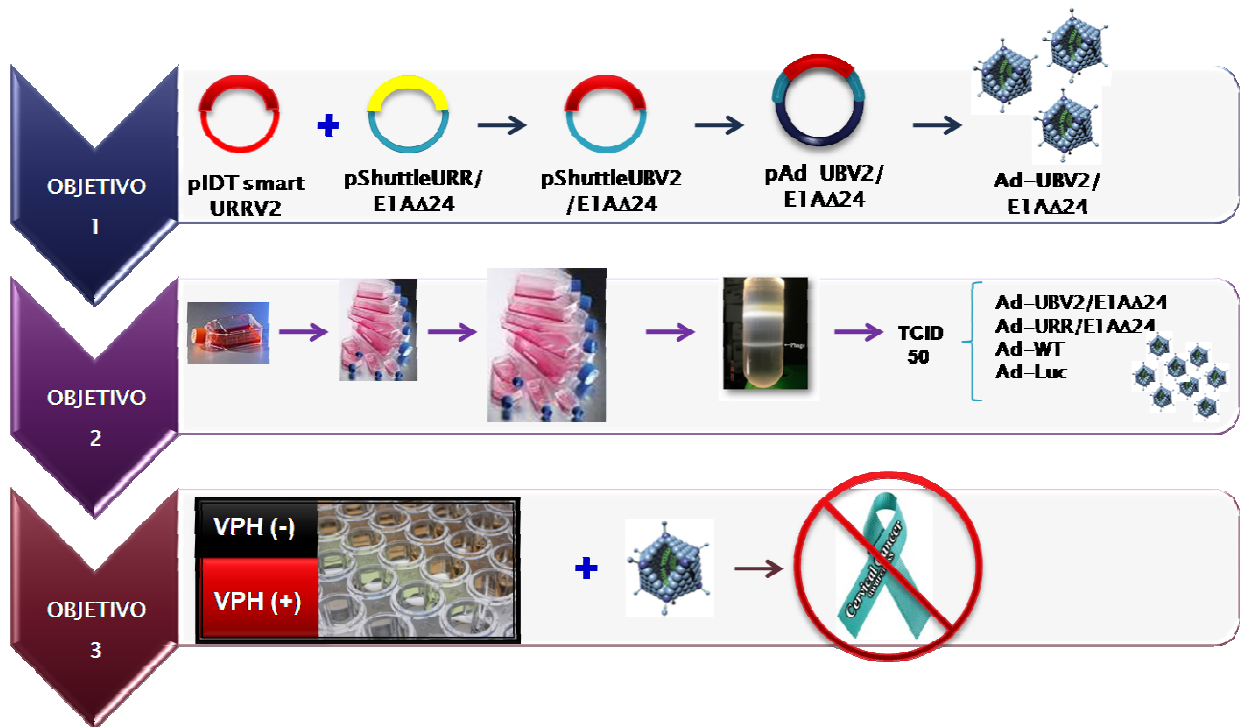 OBJETIVO
1
pIDT smart
URRV2
+
pShuttleURR/
E1AΔ24
pShuttleUBV2
/E1AΔ24
pAd UBV2/
E1AΔ24
Ad-UBV2/
E1AΔ24
OBJETIVO
2
TCID
50
Ad-UBV2/E1AΔ24
Ad-URR/E1AΔ24
Ad-WT
Ad-Luc
OBJETIVO
3
VPH (-)
VPH (+)
+
Cervical Cancer